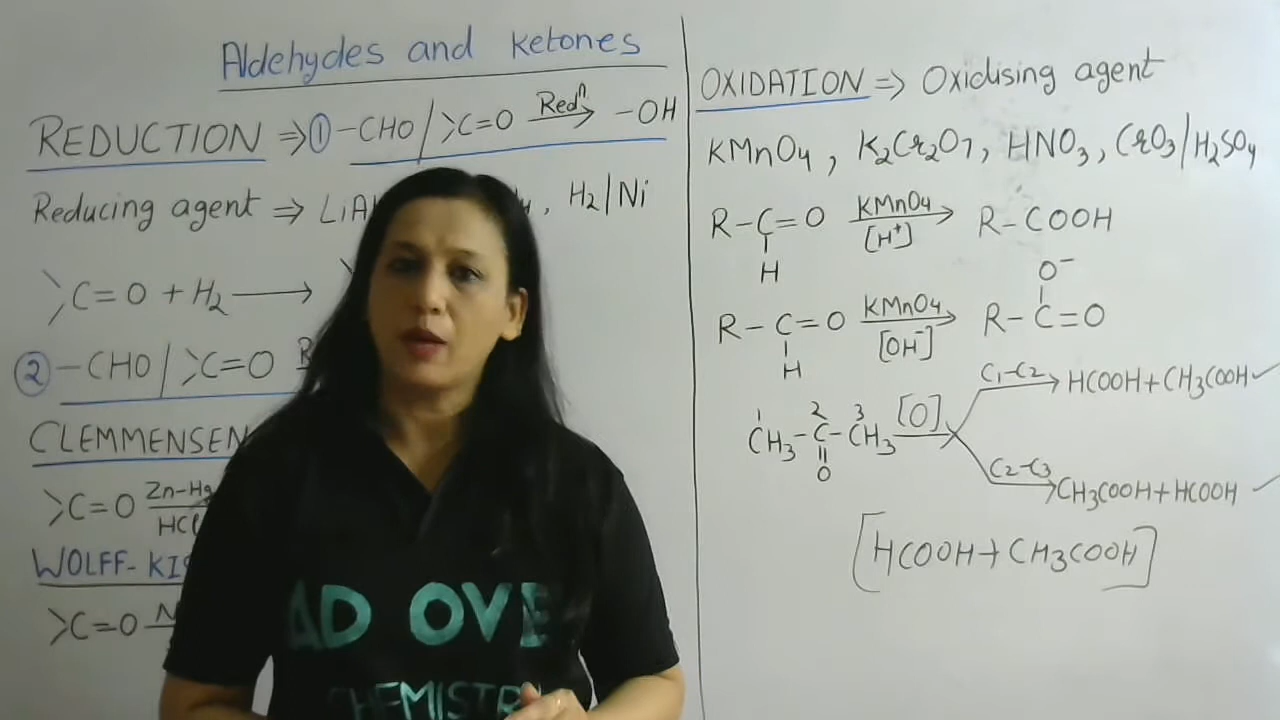 Aldehydes and ketones
REDUCTION ⇒ ① -CHO / >C=O Redⁿ→ -OH
Reducing agent ⇒ LiAl , H₂/Ni
>C=O + H₂ ⟶
② -CHO / >C=O
CLEMMENSEN
>C=O Zn-Hg
HCl
WOLFF-
>C=O
OXIDATION ⇒ Oxidising agent
KMnO₄, K₂Cr₂O₇, HNO₃, CrO₃/H₂SO₄
R-C=O KMnO₄→ R-COOH
[H⁺]
H
O⁻
R-C=O KMnO₄→ R-C=O
[OH⁻]
H
C₁-C₂→ HCOOH + CH₃COOH ✓
1 2 3
CH₃-C-CH₃ [O]
O
C₂-C₃→ CH₃COOH + HCOOH ✓
[HCOOH + CH₃COOH]
AD OVE
CHEMISTR